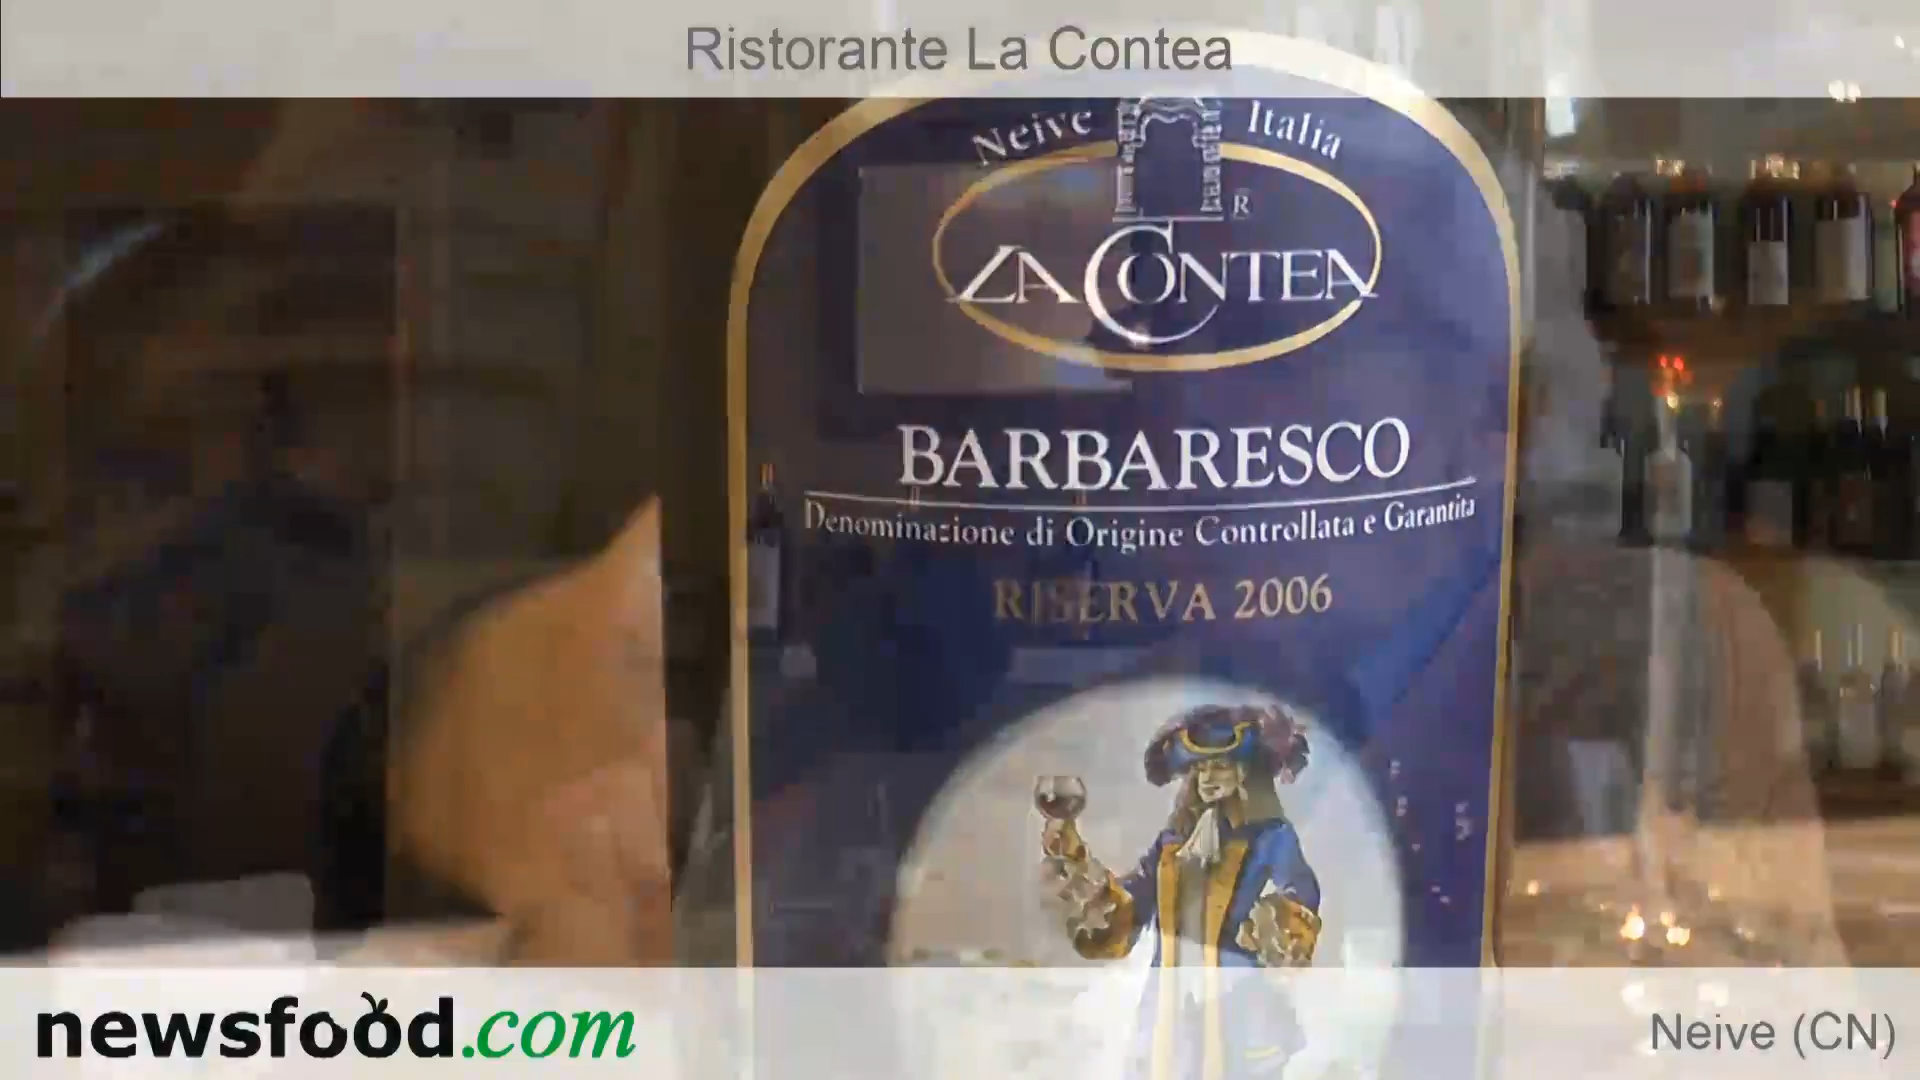 Ristorante La Contea
Neive Italia
R
LA CONTEA
BARBARESCO
Denominazione di Origine Controllata e Garantita
RISERVA 2006
newsfood.com
Neive (CN)